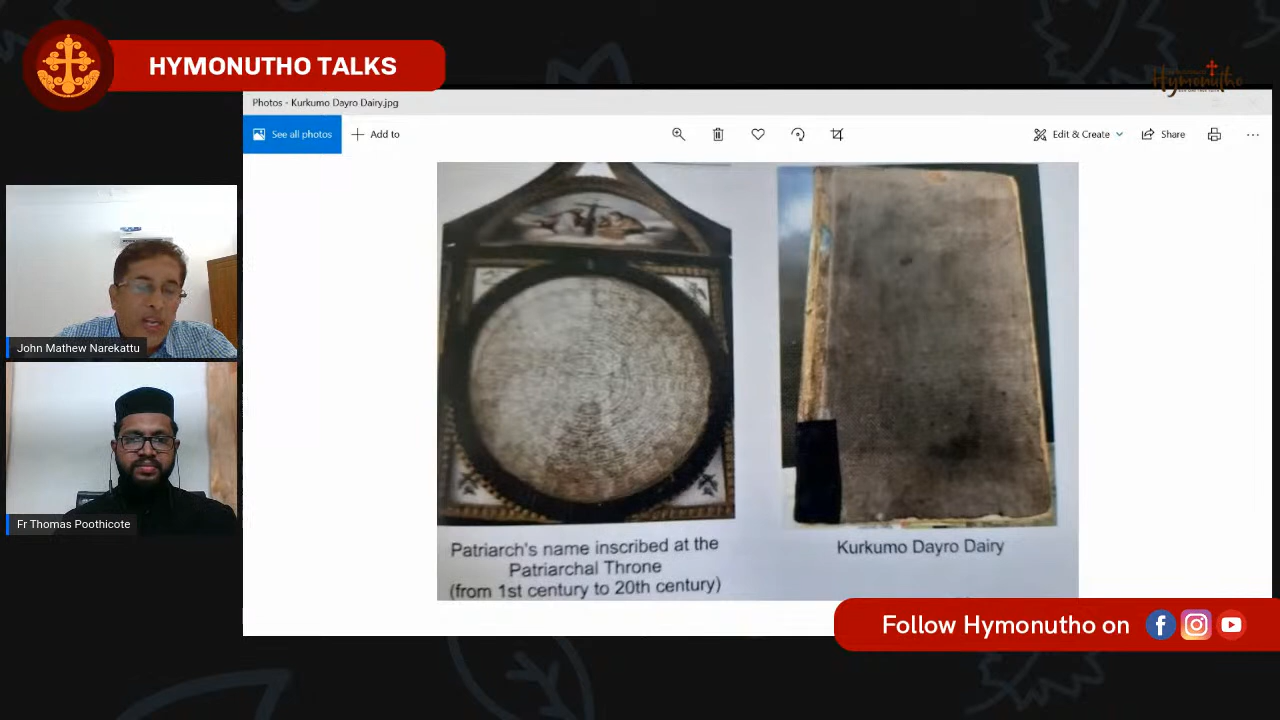 HYMONUTHO TALKS
Hymonutho
Photos - Kurkumo Dayro Dairy.jpg
See all photos
Add to
Edit & Create
Share
John Mathew Narekattu
Fr Thomas Poothicote
Patriarch's name inscribed at the
Patriarchal Throne
(from 1st century to 20th century)
Kurkumo Dayro Dairy
Follow Hymonutho on